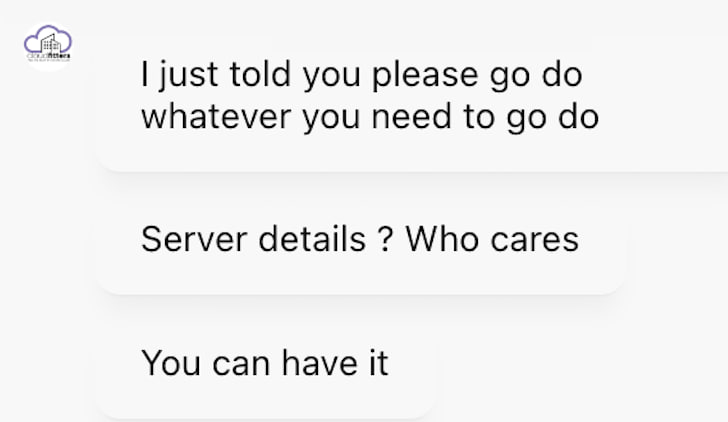 cloudfitters
I just told you please go do
whatever you need to go do
Server details ? Who cares
You can have it